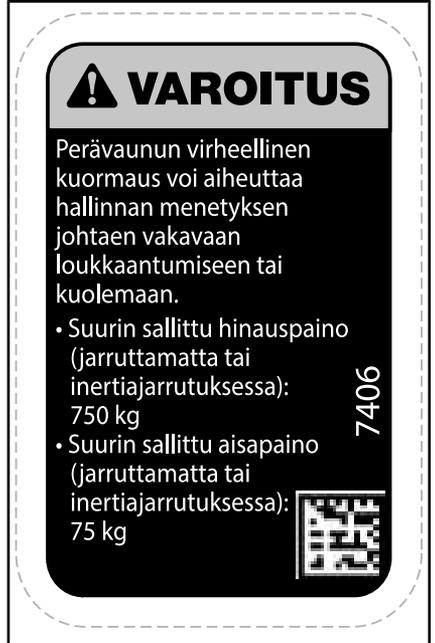 VAROITUS
Perävaunun virheellinen
kuormaus voi aiheuttaa
hallinnan menetyksen
johtaen vakavaan
loukkaantumiseen tai
kuolemaan.
• Suurin sallittu hinauspaino
(jarruttamatta tai
inertiajarrutuksessa):
750 kg
• Suurin sallittu aisapaino
(jarruttamatta tai
inertiajarrutuksessa):
75 kg
7406